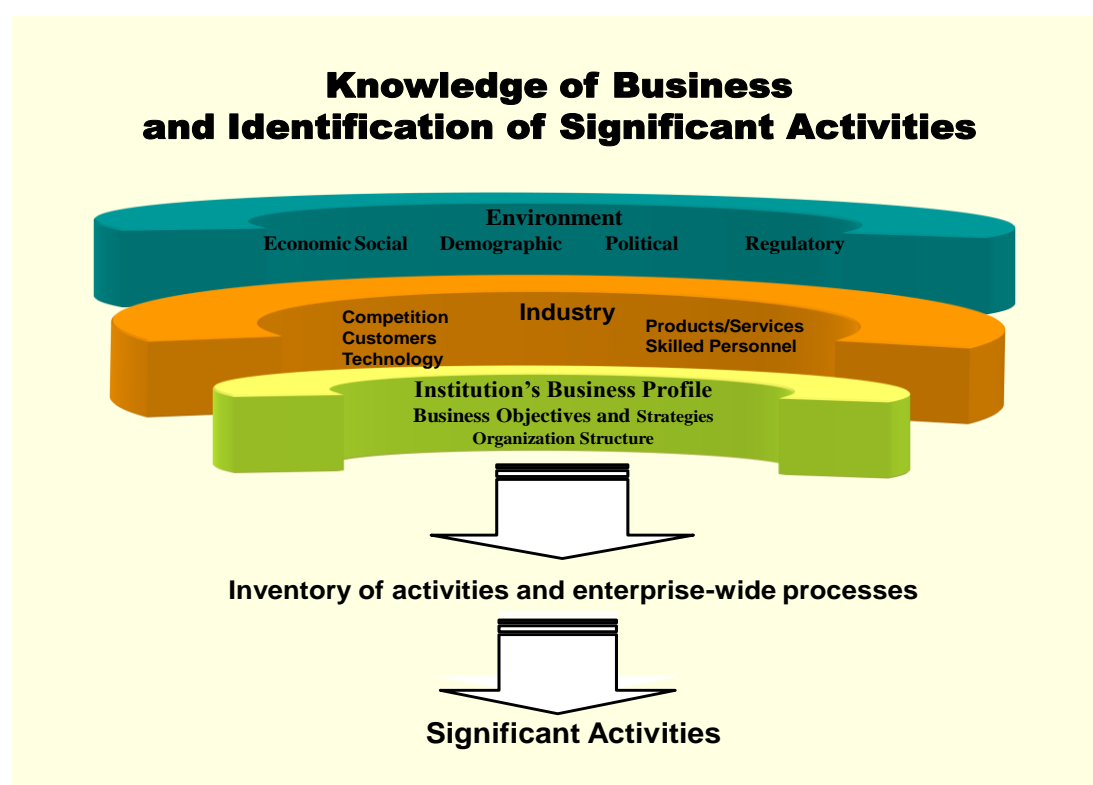 Knowledge of Business
and Identification of Significant Activities
Environment
Economic Social Demographic Political Regulatory
Industry
Competition
Customers
Technology
Products/Services
Skilled Personnel
Institution’s Business Profile
Business Objectives and Strategies
Organization Structure
Inventory of activities and enterprise-wide processes
Significant Activities